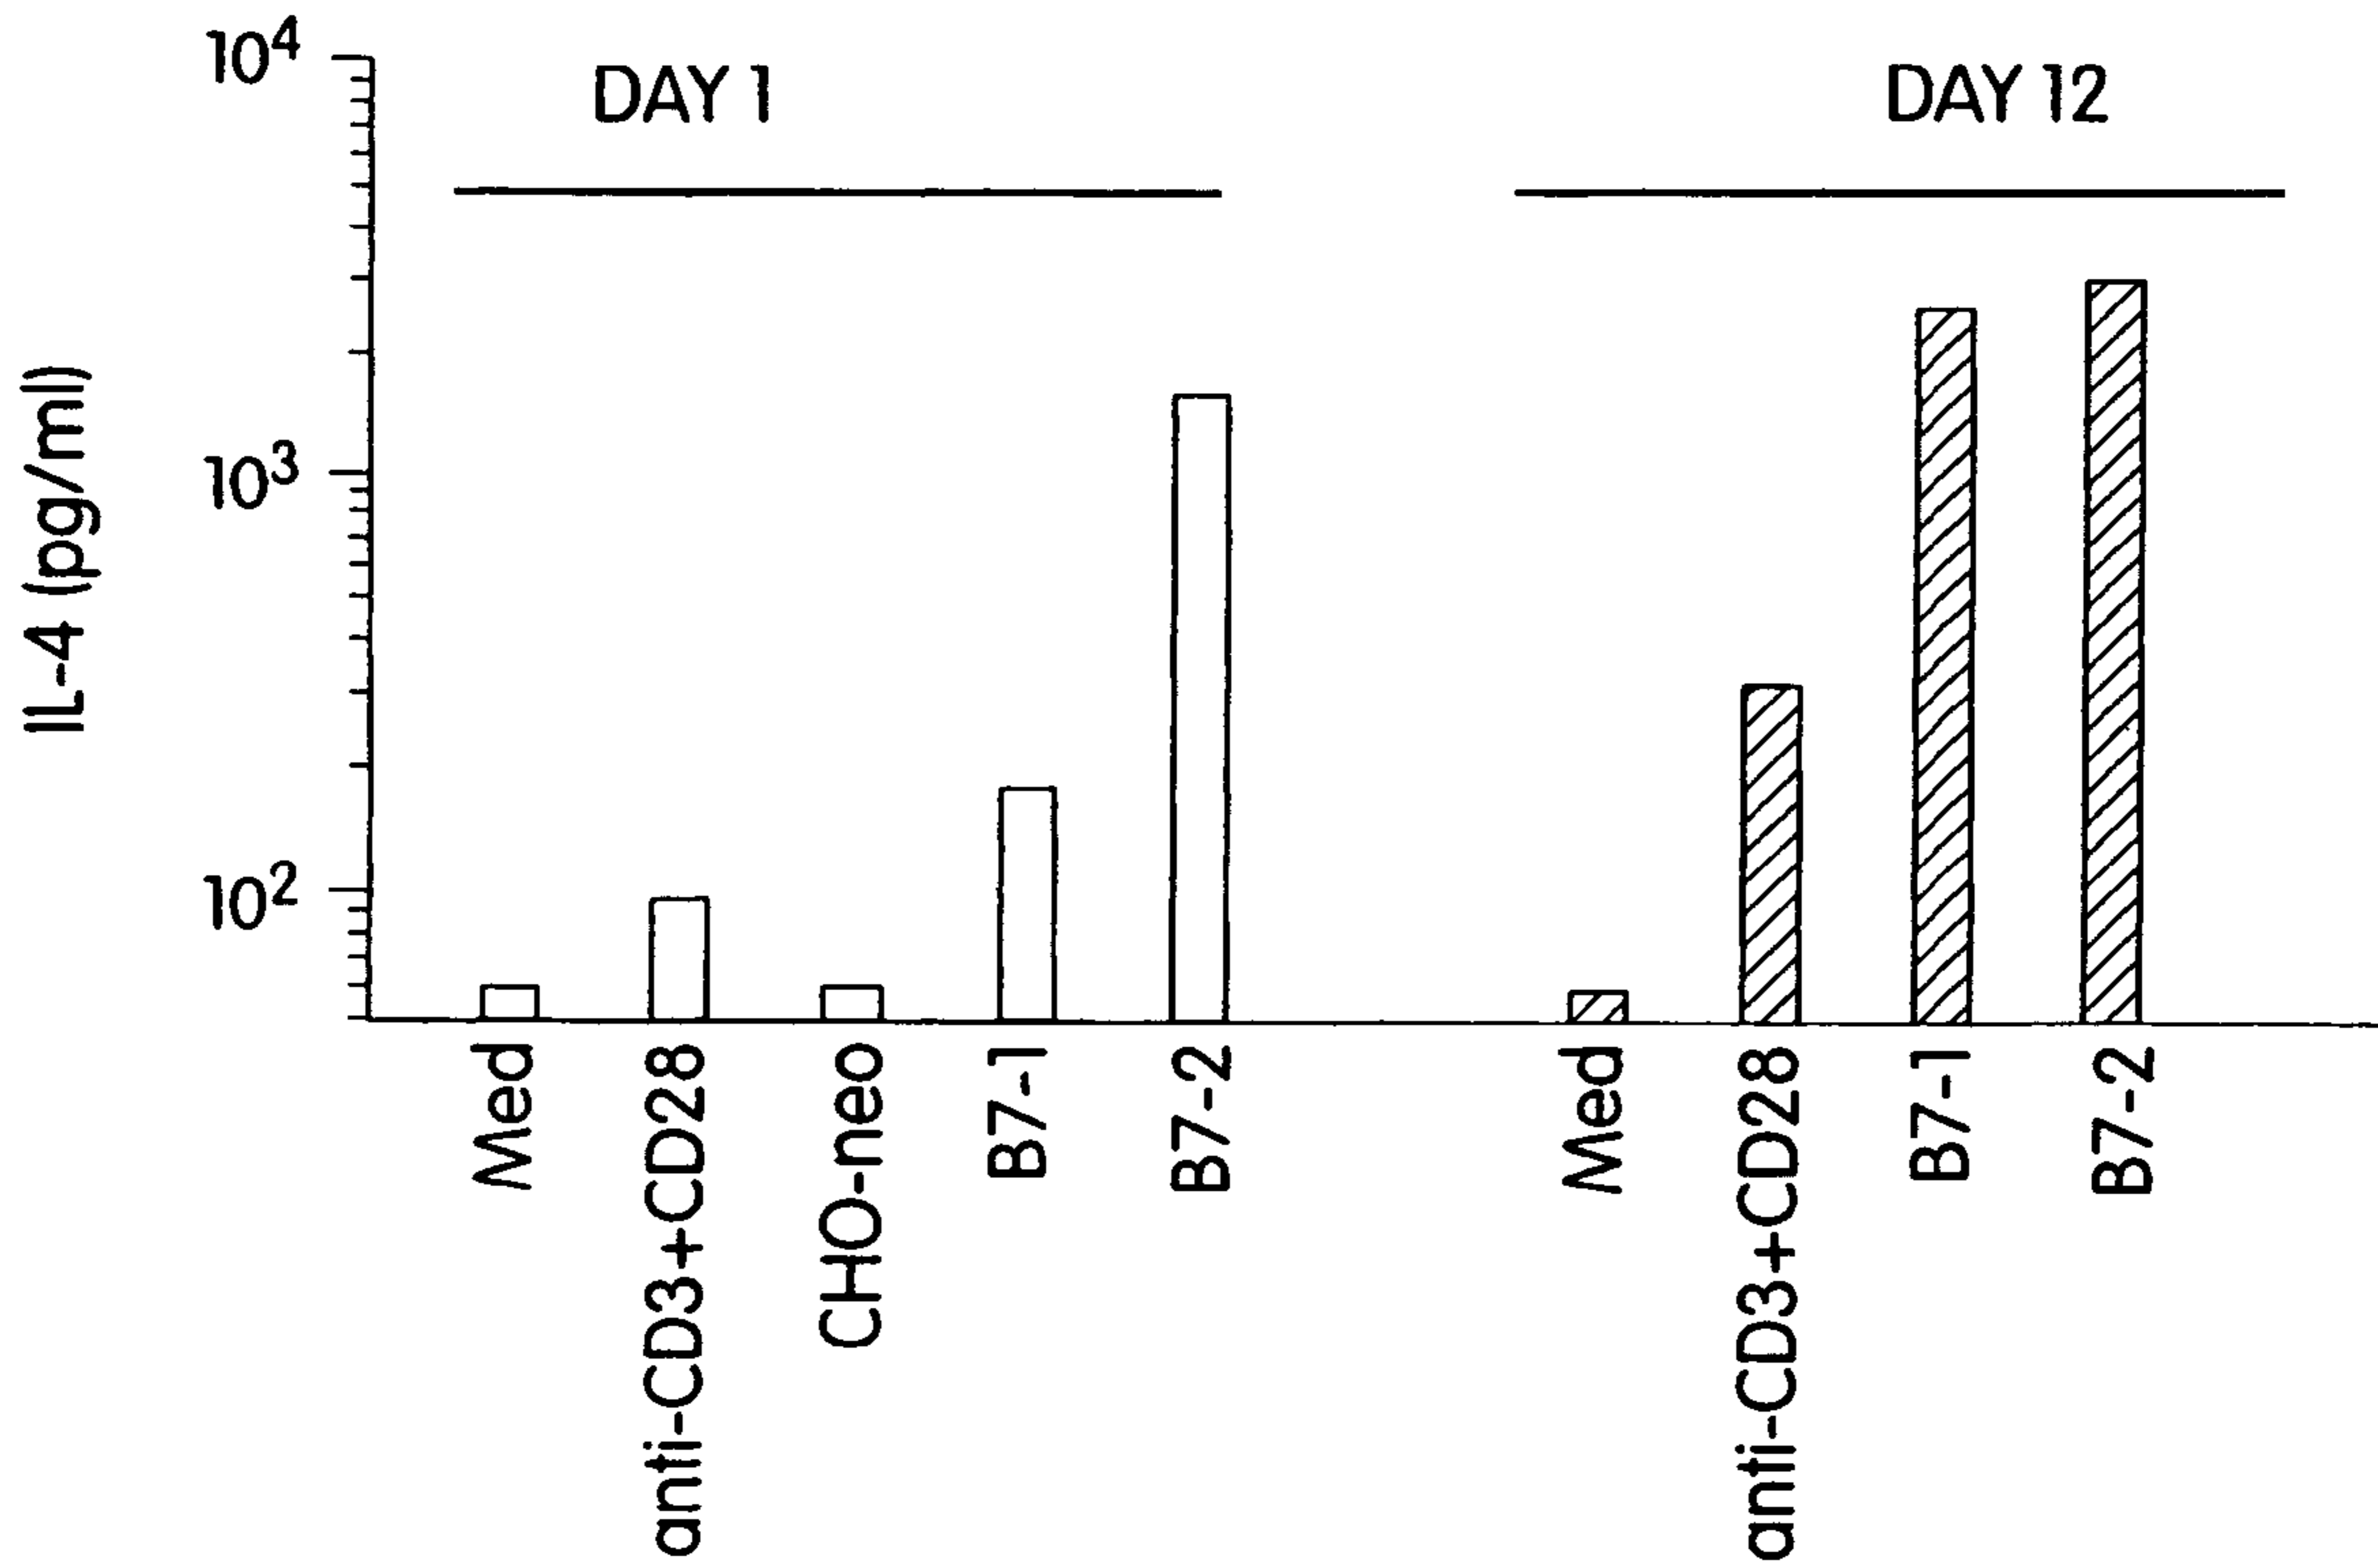 DAY 1
DAY 12
IL-4 (pg/ml)
10⁴
10³
10²
Med
anti-CD3+CD28
CHO-neo
B7-1
B7-2
Med
anti-CD3+CD28
B7-1
B7-2